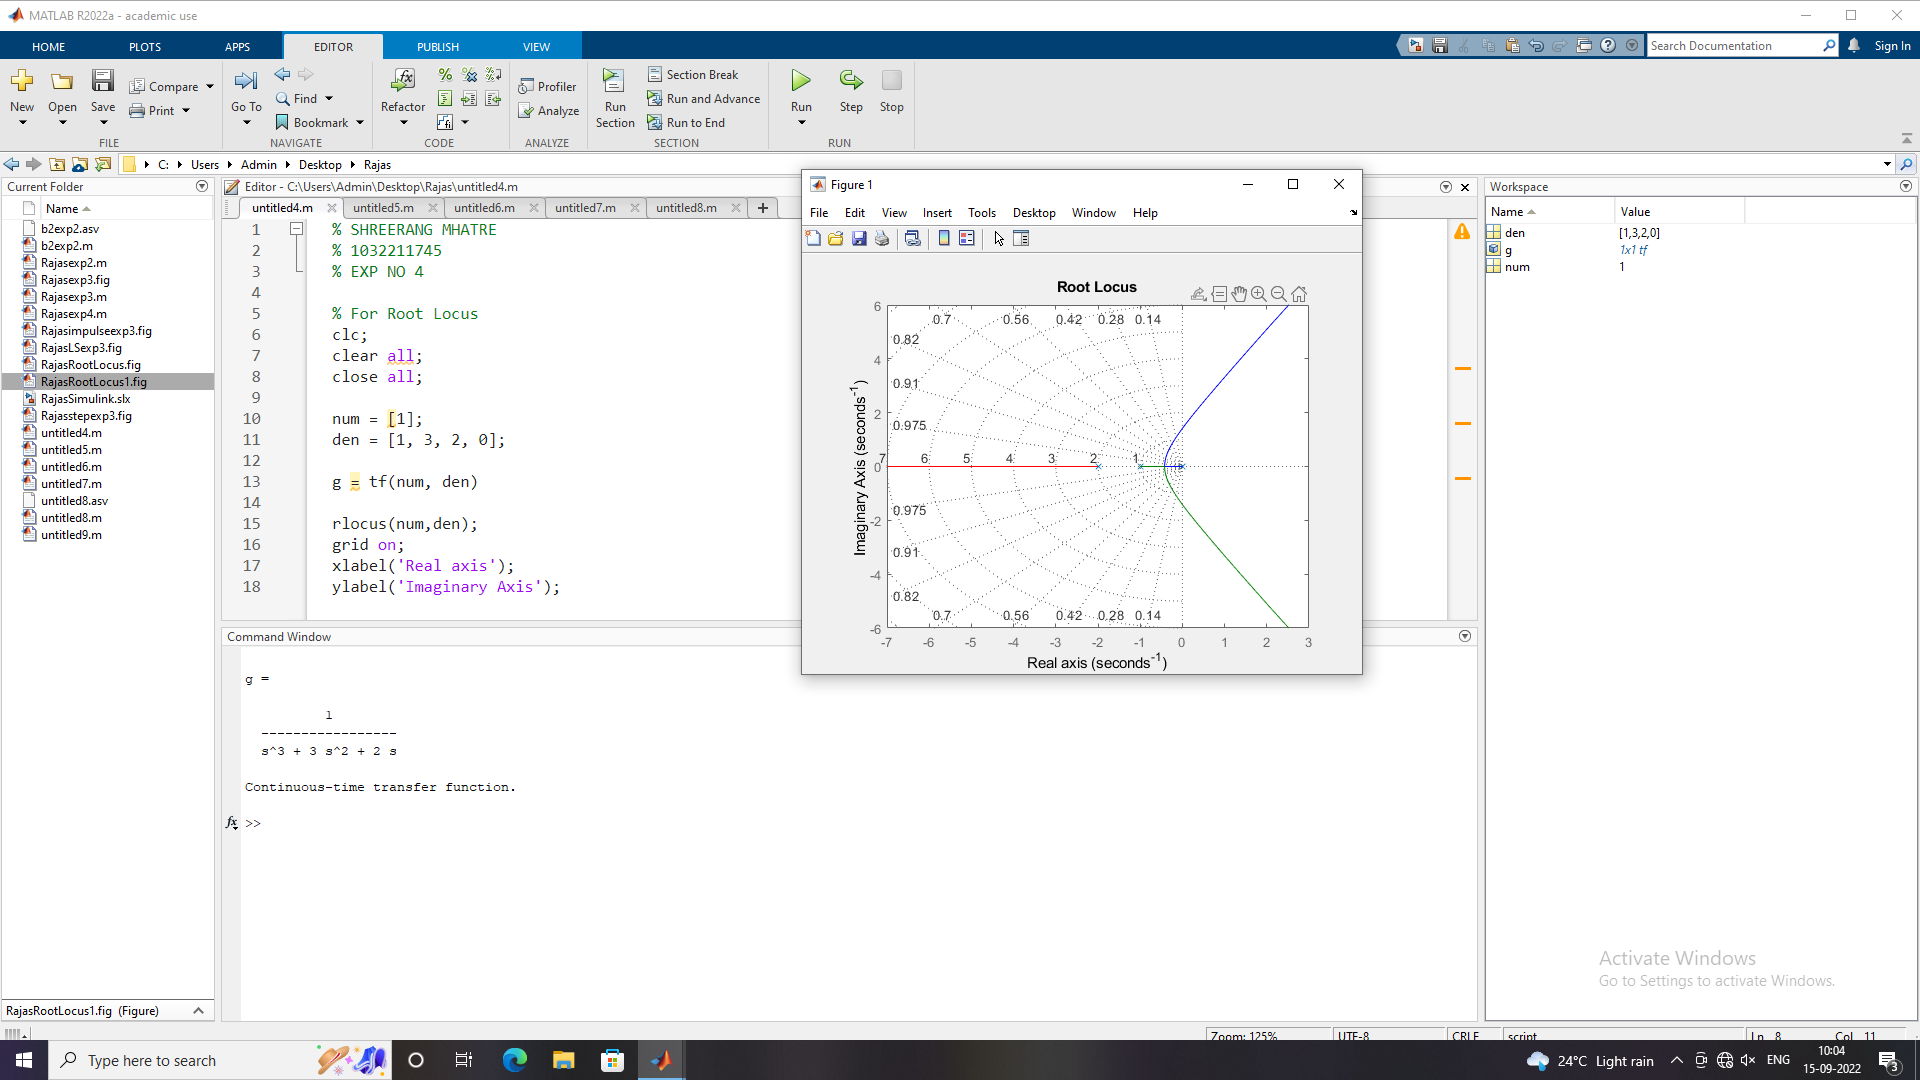 MATLAB R2022a - academic use
HOME PLOTS APPS EDITOR PUBLISH VIEW
Search Documentation
Sign In
New Open Save Compare Print
Go To Find Bookmark
Refactor
Profiler Analyze
Run Section Section Break Run and Advance Run to End
Run Step Stop
FILE NAVIGATE CODE ANALYZE SECTION RUN
C: Users Admin Desktop Rajas
Current Folder
Name
b2exp2.asv
b2exp2.m
Rajasexp2.m
Rajasexp3.fig
Rajasexp3.m
Rajasexp4.m
Rajasimpulseexp3.fig
RajasLSexp3.fig
RajasRootLocus.fig
RajasRootLocus1.fig
RajasSimulink.slx
Rajasstepexp3.fig
untitled4.m
untitled5.m
untitled6.m
untitled7.m
untitled8.asv
untitled8.m
untitled9.m
RajasRootLocus1.fig (Figure)
Editor - C:\Users\Admin\Desktop\Rajas\untitled4.m
untitled4.m untitled5.m untitled6.m untitled7.m untitled8.m
1 % SHREERANG MHATRE
2 % 1032211745
3 % EXP NO 4
4
5 % For Root Locus
6 clc;
7 clear all;
8 close all;
9
10 num = [1];
11 den = [1, 3, 2, 0];
12
13 g = tf(num, den)
14
15 rlocus(num,den);
16 grid on;
17 xlabel('Real axis');
18 ylabel('Imaginary Axis');
Command Window
g =
1
-----------------
s^3 + 3 s^2 + 2 s
Continuous-time transfer function.
fx >>
Figure 1
File Edit View Insert Tools Desktop Window Help
Root Locus
6 4 2 0 -2 -4 -6
0.7 0.56 0.42 0.28 0.14
0.82
0.91
0.975
7 6 5 4 3 2 1
0.975
0.91
0.82
0.7 0.56 0.42 0.28 0.14
-7 -6 -5 -4 -3 -2 -1 0 1 2 3
Real axis (seconds-1)
Imaginary Axis (seconds-1)
Workspace
Name Value
den [1,3,2,0]
g 1x1 tf
num 1
Activate Windows
Go to Settings to activate Windows.
Zoom: 125% UTF-8 CRLF script Ln 8 Col 11
Type here to search
24°C Light rain
ENG
10:04
15-09-2022
3